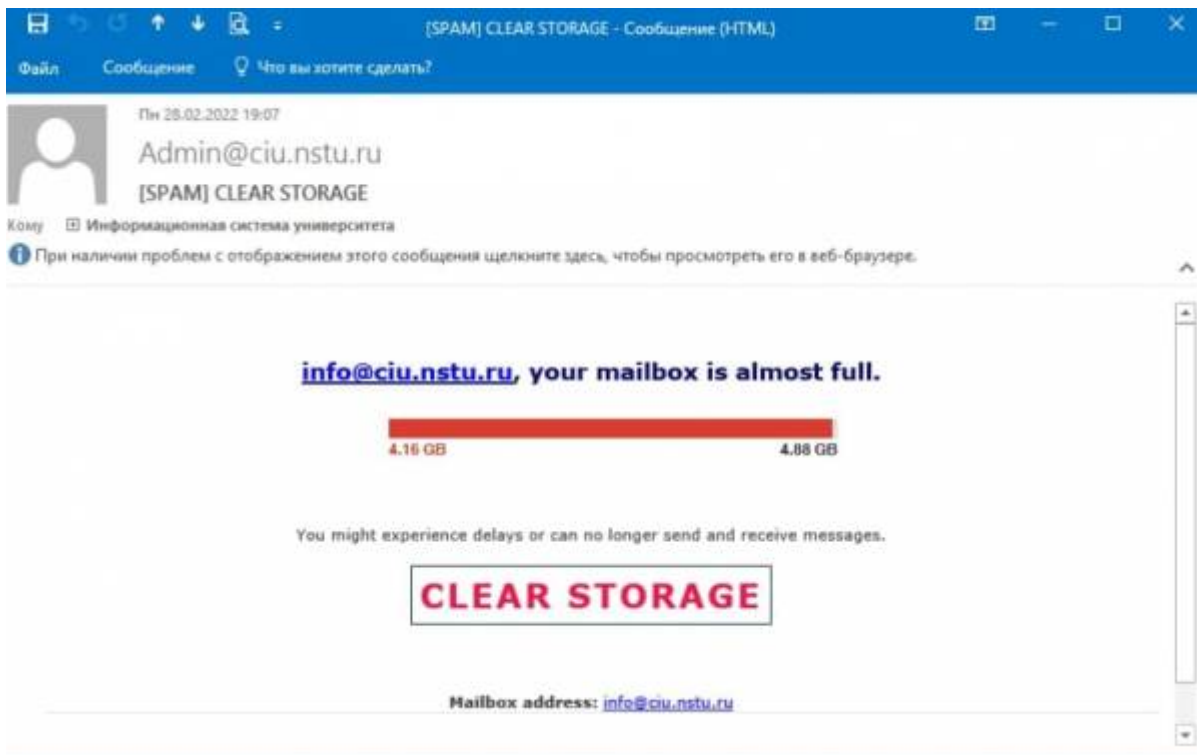 [SPAM] CLEAR STORAGE - Сообщение (HTML)
Файл Сообщение Что вы хотите сделать?
Пн 28.02.2022 19:07
Admin@ciu.nstu.ru
[SPAM] CLEAR STORAGE
Кому Информационная система университета
При наличии проблем с отображением этого сообщения щелкните здесь, чтобы просмотреть его в веб-браузере.
info@ciu.nstu.ru, your mailbox is almost full.
4.16 GB 4.88 GB
You might experience delays or can no longer send and receive messages.
CLEAR STORAGE
Mailbox address: info@ciu.nstu.ru